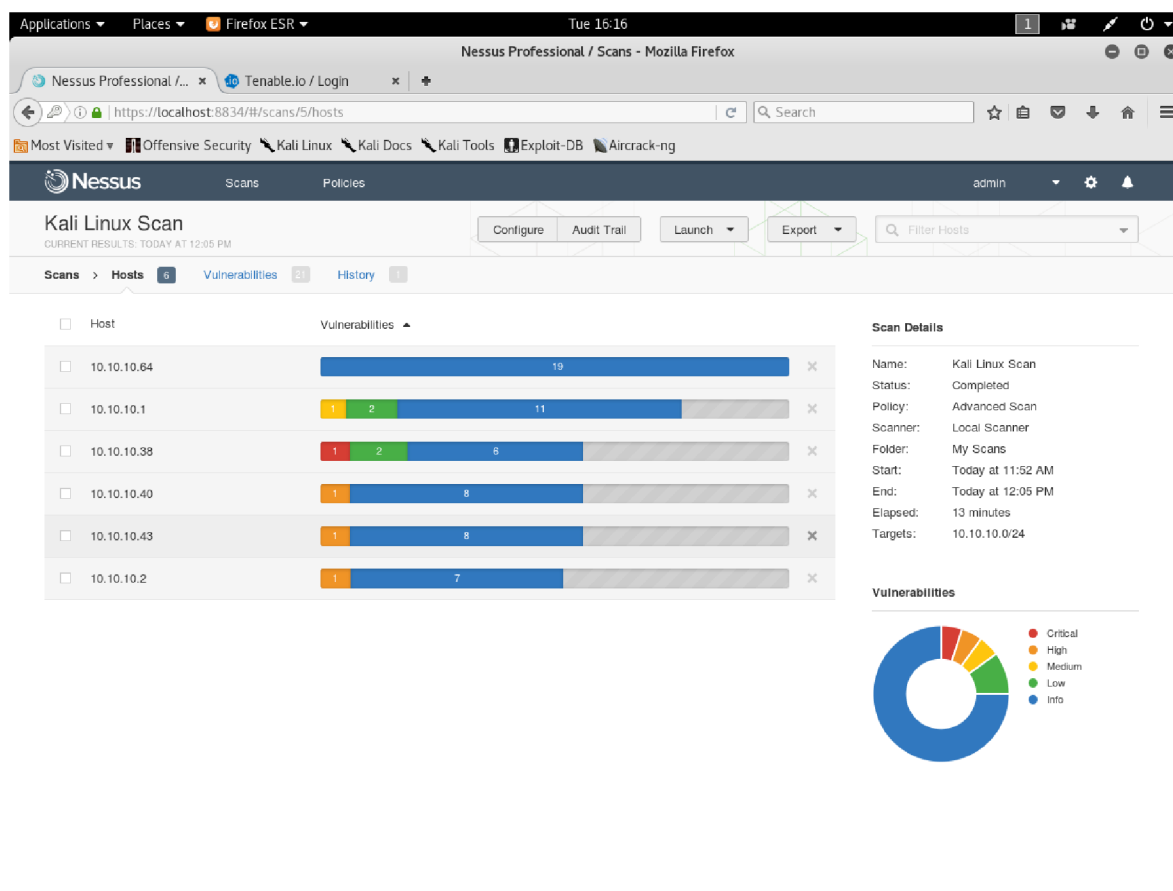 Applications Places Firefox ESR Tue 16:16 1
Nessus Professional / Scans - Mozilla Firefox
Nessus Professional /... Tenable.io / Login
https://localhost:8834/#/scans/5/hosts Search
Most Visited Offensive Security Kali Linux Kali Docs Kali Tools Exploit-DB Aircrack-ng
Nessus Scans Policies admin
Kali Linux Scan
CURRENT RESULTS: TODAY AT 12:05 PM
Configure Audit Trail Launch Export Filter Hosts
Scans > Hosts 6 Vulnerabilities 21 History 1
Host Vulnerabilities
10.10.10.64 19
10.10.10.1 1 2 11
10.10.10.38 1 2 6
10.10.10.40 1 8
10.10.10.43 1 8
10.10.10.2 1 7
Scan Details
Name: Kali Linux Scan
Status: Completed
Policy: Advanced Scan
Scanner: Local Scanner
Folder: My Scans
Start: Today at 11:52 AM
End: Today at 12:05 PM
Elapsed: 13 minutes
Targets: 10.10.10.0/24
Vulnerabilities
Critical
High
Medium
Low
Info